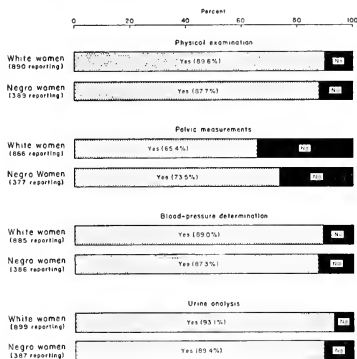 Percent
0 20 40 60 80 100
Physical examination
White women
(890 reporting)
Yes (89.6%)
No
Negro women
(389 reporting)
Yes (87.7%)
No
Pelvic measurements
White women
(866 reporting)
Yes (65.4%)
No
Negro Women
(377 reporting)
Yes (73.5%)
No
Blood-pressure determination
White women
(885 reporting)
Yes (89.0%)
No
Negro women
(386 reporting)
Yes (87.3%)
No
Urine analysis
White women
(899 reporting)
Yes (93.1%)
No
Negro women
(387 reporting)
Yes (89.4%)
No